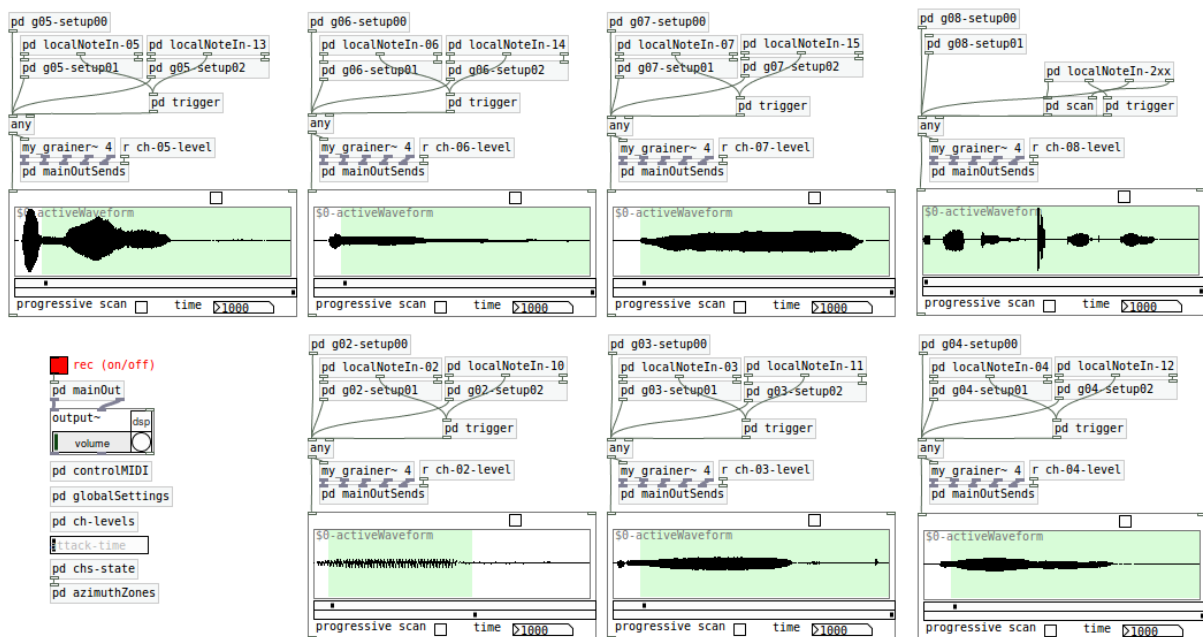 pd g05-setup00
pd localNoteIn-05 pd localNoteIn-13
pd g05-setup01 pd g05-setup02
pd trigger
any
my_grainer~ 4 r ch-05-level
pd mainOutSends
$0-activeWaveform
progressive scan time >1000
pd g06-setup00
pd localNoteIn-06 pd localNoteIn-14
pd g06-setup01 pd g06-setup02
pd trigger
any
my_grainer~ 4 r ch-06-level
pd mainOutSends
$0-activeWaveform
progressive scan time >1000
pd g07-setup00
pd localNoteIn-07 pd localNoteIn-15
pd g07-setup01 pd g07-setup02
pd trigger
any
my_grainer~ 4 r ch-07-level
pd mainOutSends
$0-activeWaveform
progressive scan time >1000
pd g08-setup00
pd g08-setup01
pd localNoteIn-2xx
pd scan pd trigger
any
my_grainer~ 4 r ch-08-level
pd mainOutSends
$0-activeWaveform
progressive scan time >1000
rec (on/off)
pd mainOut
output~ dsp
volume
pd controlMIDI
pd globalSettings
pd ch-levels
attack-time
pd chs-state
pd azimuthZones
pd g02-setup00
pd localNoteIn-02 pd localNoteIn-10
pd g02-setup01 pd g02-setup02
pd trigger
any
my_grainer~ 4 r ch-02-level
pd mainOutSends
$0-activeWaveform
progressive scan time >1000
pd g03-setup00
pd localNoteIn-03 pd localNoteIn-11
pd g03-setup01 pd g03-setup02
pd trigger
any
my_grainer~ 4 r ch-03-level
pd mainOutSends
$0-activeWaveform
progressive scan time >1000
pd g04-setup00
pd localNoteIn-04 pd localNoteIn-12
pd g04-setup01 pd g04-setup02
pd trigger
any
my_grainer~ 4 r ch-04-level
pd mainOutSends
$0-activeWaveform
progressive scan time >1000